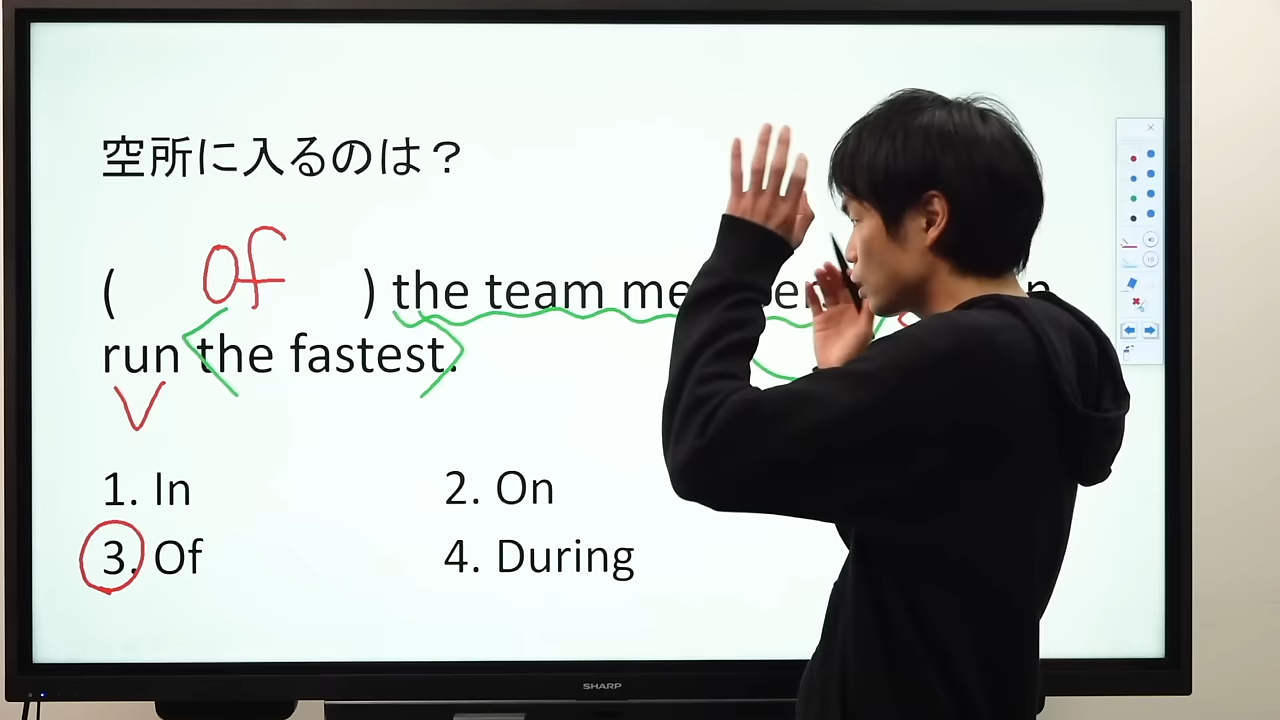 空所に入るのは？
of
( ) the team me
run the fastest.
V
1. In 2. On
3. Of 4. During
SHARP